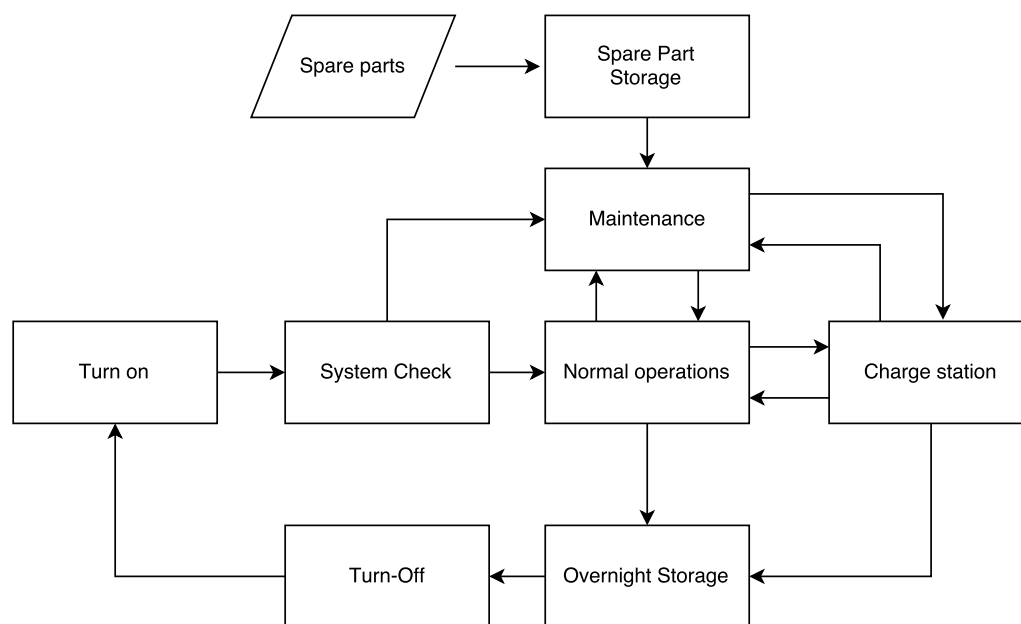 Spare parts
Spare Part
Storage
Maintenance
Turn on
System Check
Normal operations
Charge station
Turn-Off
Overnight Storage